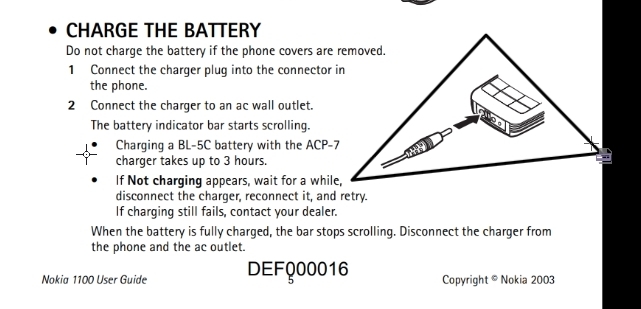 • CHARGE THE BATTERY
Do not charge the battery if the phone covers are removed.
1 Connect the charger plug into the connector in
the phone.
2 Connect the charger to an ac wall outlet.
The battery indicator bar starts scrolling.
• Charging a BL-5C battery with the ACP-7
charger takes up to 3 hours.
• If Not charging appears, wait for a while,
disconnect the charger, reconnect it, and retry.
If charging still fails, contact your dealer.
When the battery is fully charged, the bar stops scrolling. Disconnect the charger from
the phone and the ac outlet.
DEF000016
Nokia 1100 User Guide 5 Copyright © Nokia 2003